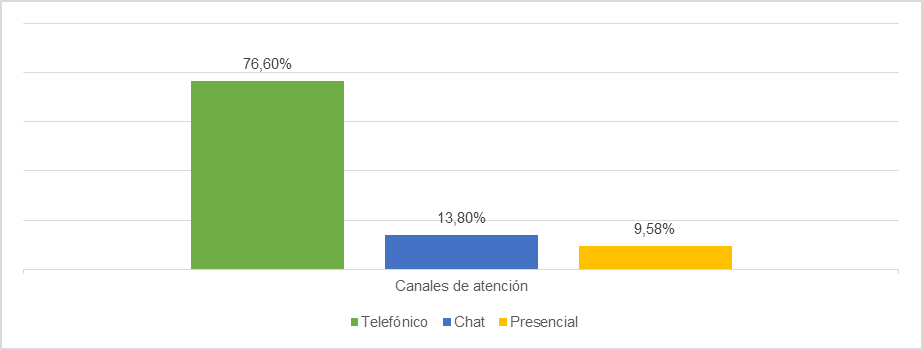 76,60%
13,80%
9,58%
Canales de atención
Telefónico Chat Presencial